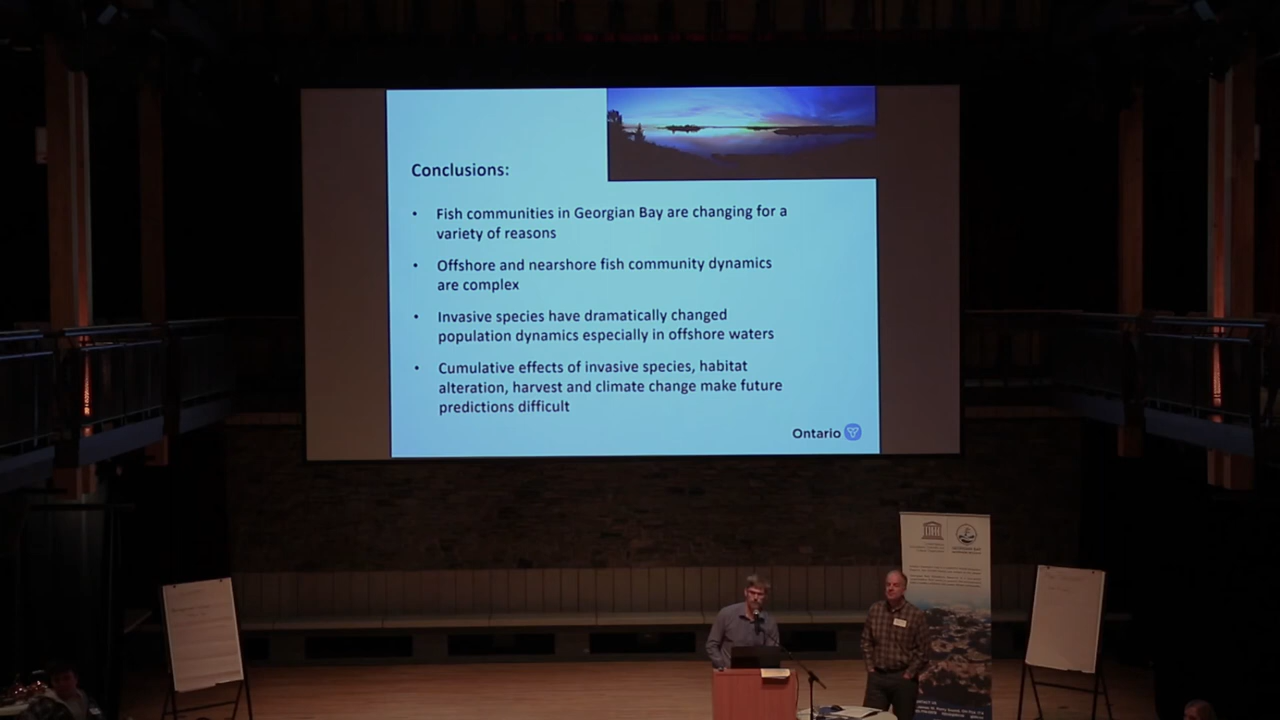 Conclusions:
• Fish communities in Georgian Bay are changing for a
variety of reasons
• Offshore and nearshore fish community dynamics
are complex
• Invasive species have dramatically changed
population dynamics especially in offshore waters
• Cumulative effects of invasive species, habitat
alteration, harvest and climate change make future
predictions difficult
Ontario
GEORGIAN BAY